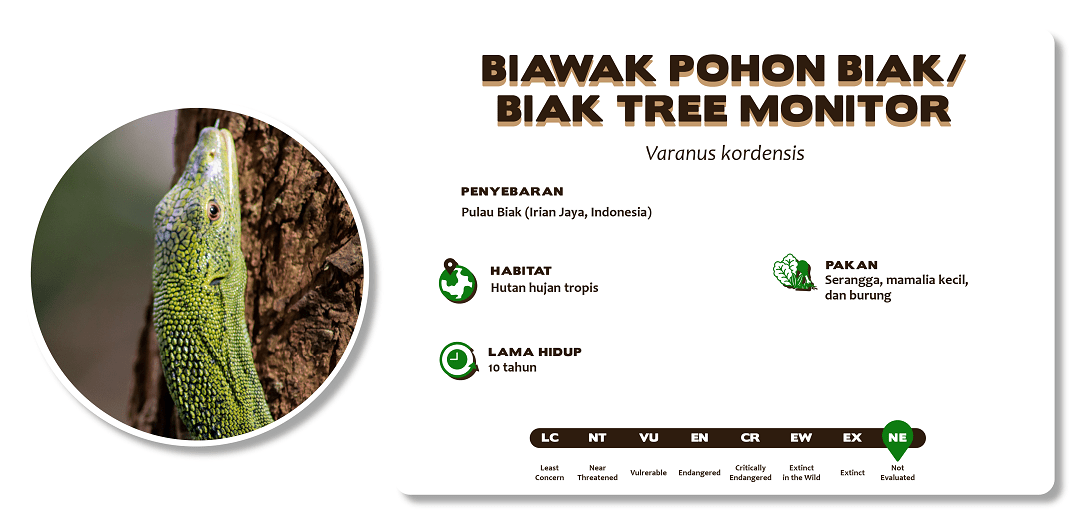 BIAWAK POHON BIAK/
BIAK TREE MONITOR
Varanus kordensis
PENYEBARAN
Pulau Biak (Irian Jaya, Indonesia)
HABITAT
Hutan hujan tropis
PAKAN
Serangga, mamalia kecil,
dan burung
LAMA HIDUP
10 tahun
LC NT VU EN CR EW EX NE
Least Concern
Near Threatened
Vulrerable
Endangered
Critically Endangered
Extinct in the Wild
Extinct
Not Evaluated